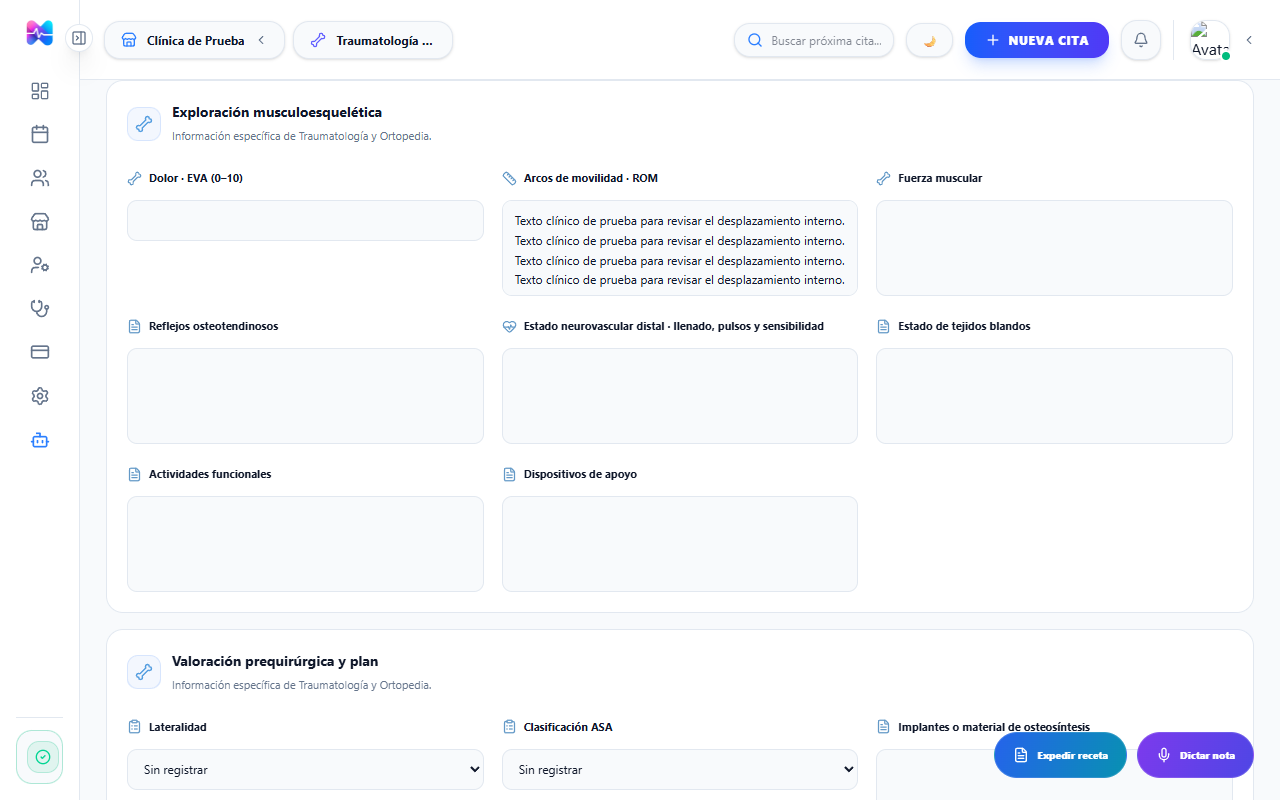 Clínica de Prueba
Traumatología ...
Buscar próxima cita...
NUEVA CITA
Avata
Exploración musculoesquelética
Información específica de Traumatología y Ortopedia.
Dolor · EVA (0–10)
Arcos de movilidad · ROM
Fuerza muscular
Texto clínico de prueba para revisar el desplazamiento interno.
Texto clínico de prueba para revisar el desplazamiento interno.
Texto clínico de prueba para revisar el desplazamiento interno.
Texto clínico de prueba para revisar el desplazamiento interno.
Reflejos osteotendinosos
Estado neurovascular distal · llenado, pulsos y sensibilidad
Estado de tejidos blandos
Actividades funcionales
Dispositivos de apoyo
Valoración prequirúrgica y plan
Información específica de Traumatología y Ortopedia.
Lateralidad
Clasificación ASA
Implantes o material de osteosíntesis
Sin registrar
Sin registrar
Expedir receta
Dictar nota